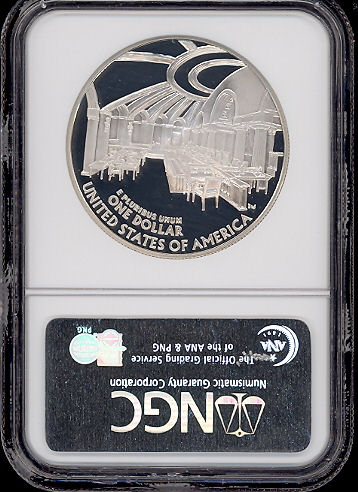 E PLURIBUS UNUM
ONE DOLLAR
UNITED STATES OF AMERICA
NGC
Numismatic Guaranty Corporation
The Official Grading Service
of the ANA & PNG
PNG
ANA